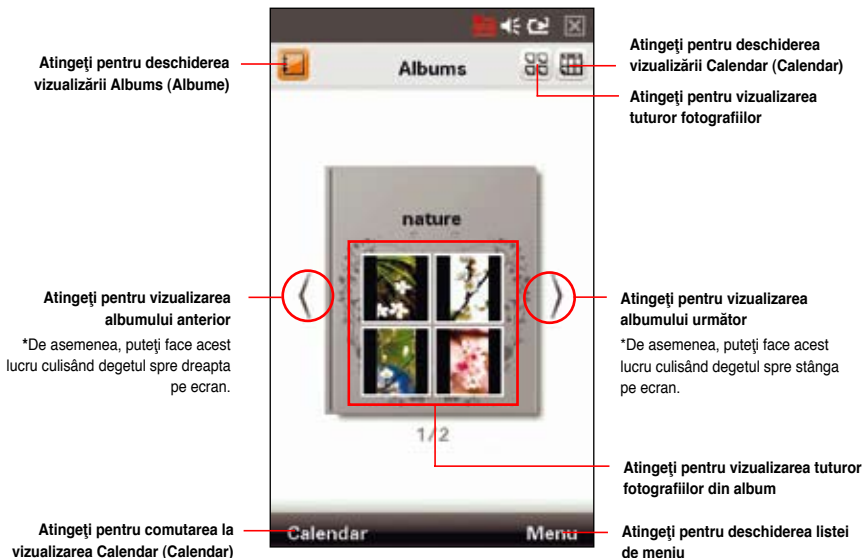 Atingeţi pentru deschiderea
vizualizării Albums (Albume)
Albums
Atingeţi pentru deschiderea
vizualizării Calendar (Calendar)
Atingeţi pentru vizualizarea
tuturor fotografiilor
nature
Atingeţi pentru vizualizarea
albumului anterior
*De asemenea, puteţi face acest
lucru culisând degetul spre dreapta
pe ecran.
Atingeţi pentru vizualizarea
albumului următor
*De asemenea, puteţi face acest
lucru culisând degetul spre stânga
pe ecran.
1/2
Atingeţi pentru vizualizarea tuturor
fotografiilor din album
Atingeţi pentru comutarea la
vizualizarea Calendar (Calendar)
Calendar
Menu
Atingeţi pentru deschiderea listei
de meniu